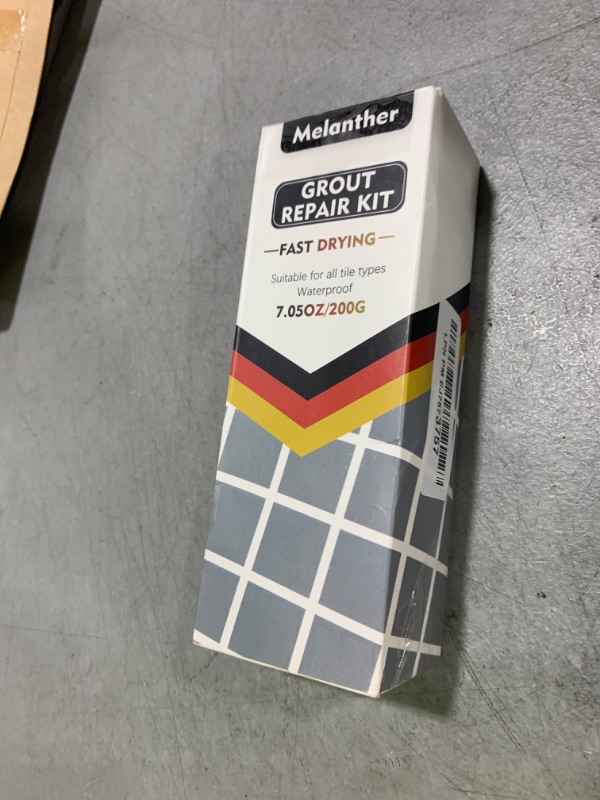 Melanther
GROUT
REPAIR KIT
FAST DRYING
Suitable for all tile types
Waterproof
7.05OZ/200G